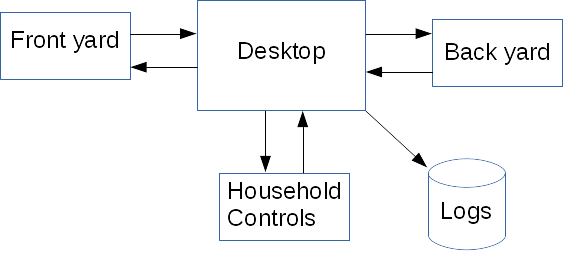 Front yard
Desktop
Back yard
Household
Controls
Logs